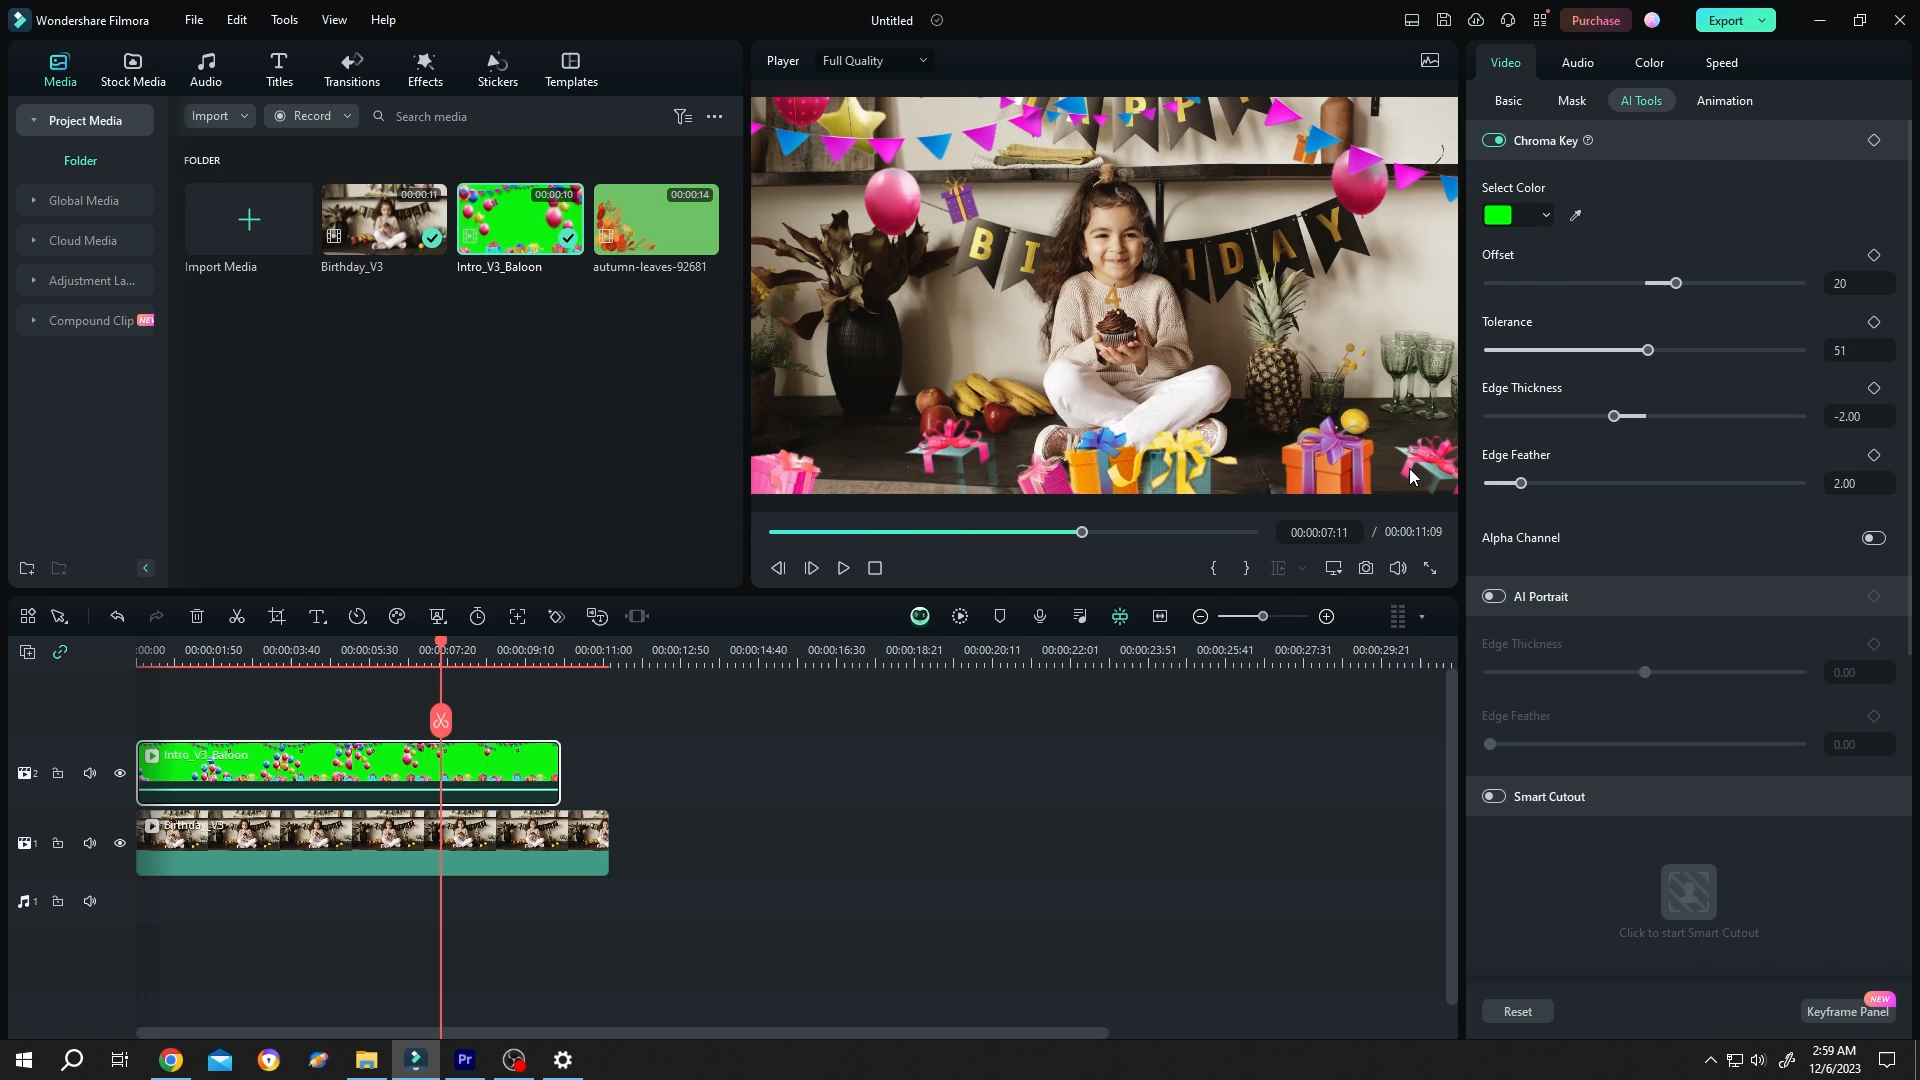 Wondershare Filmora
File
Edit
Tools
View
Help
Untitled
Purchase
Export
Media
Stock Media
Audio
Titles
Transitions
Effects
Stickers
Templates
Player
Full Quality
Video
Audio
Color
Speed
Project Media
Import
Record
Search media
Basic
Mask
AI Tools
Animation
Folder
FOLDER
Chroma Key
Global Media
00:00:11
00:00:10
00:00:14
Select Color
Cloud Media
Import Media
Birthday_V3
Intro_V3_Baloon
autumn-leaves-92681
BI HDAY
4
Offset
20
Adjustment La...
Compound Clip
Tolerance
51
Edge Thickness
-2.00
Edge Feather
2.00
00:00:07:11 / 00:00:11:09
Alpha Channel
AI Portrait
Edge Thickness
0.00
Edge Feather
0.00
Smart Cutout
Click to start Smart Cutout
:00:00
00:00:01:50
00:00:03:40
00:00:05:30
00:00:07:20
00:00:09:10
00:00:11:00
00:00:12:50
00:00:14:40
00:00:16:30
00:00:18:21
00:00:20:11
00:00:22:01
00:00:23:51
00:00:25:41
00:00:27:31
00:00:29:21
Intro_V3_Baloon
2
Birthday_V3
1
1
Reset
NEW
Keyframe Panel
Pr
2:59 AM
12/6/2023